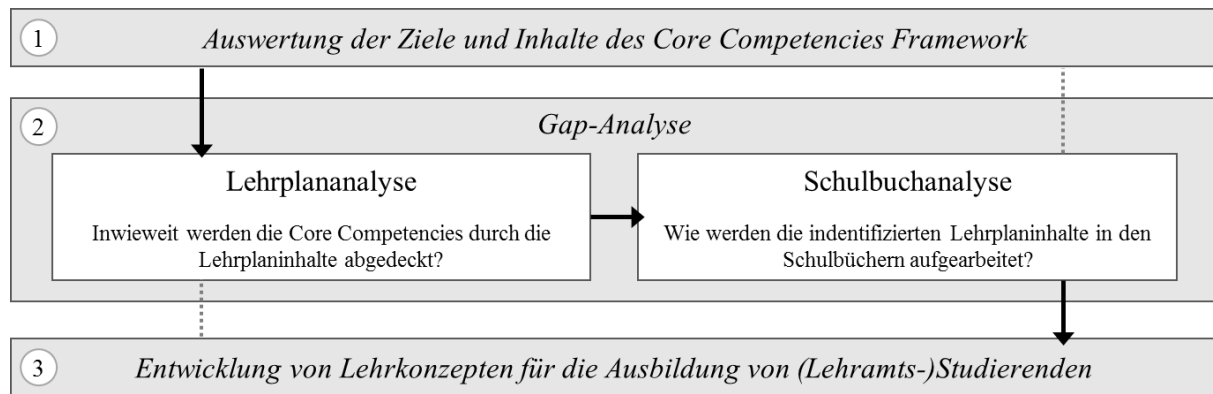 1
Auswertung der Ziele und Inhalte des Core Competencies Framework
2
Gap-Analyse
Lehrplananalyse
Inwieweit werden die Core Competencies durch die
Lehrplaninhalte abgedeckt?
Schulbuchanalyse
Wie werden die indentifizierten Lehrplaninhalte in den
Schulbüchern aufgearbeitet?
3
Entwicklung von Lehrkonzepten für die Ausbildung von (Lehramts-)Studierenden